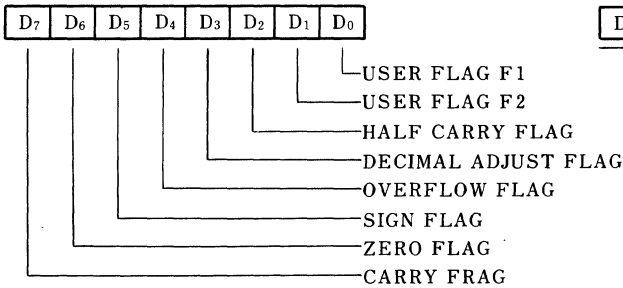 D7 D6 D5 D4 D3 D2 D1 D0 D
USER FLAG F1
USER FLAG F2
HALF CARRY FLAG
DECIMAL ADJUST FLAG
OVERFLOW FLAG
SIGN FLAG
ZERO FLAG
CARRY FRAG